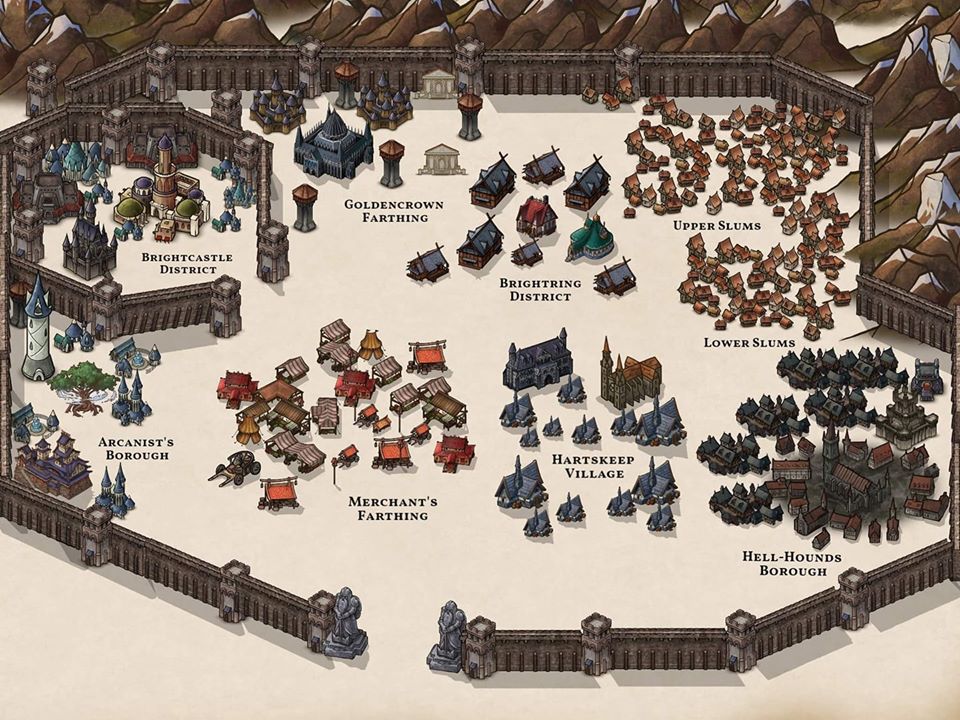 Goldencrown
Farthing
Upper Slums
Brightcastle
District
Brightring
District
Lower Slums
Arcanist's
Borough
Hartskeep
Village
Merchant's
Farthing
Hell-Hounds
Borough